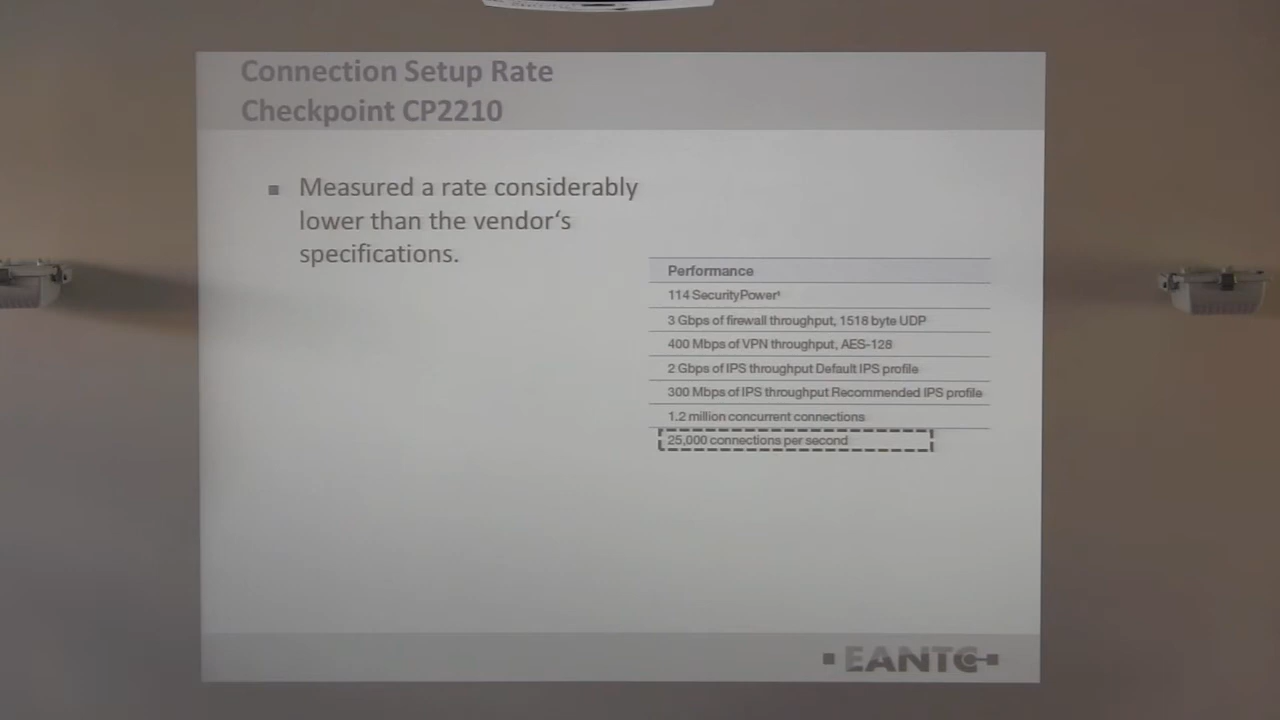 Connection Setup Rate
Checkpoint CP2210
Measured a rate considerably
lower than the vendor‘s
specifications.
Performance
114 SecurityPower¹
3 Gbps of firewall throughput, 1518 byte UDP
400 Mbps of VPN throughput, AES-128
2 Gbps of IPS throughput Default IPS profile
300 Mbps of IPS throughput Recommended IPS profile
1.2 million concurrent connections
25,000 connections per second
EANTC